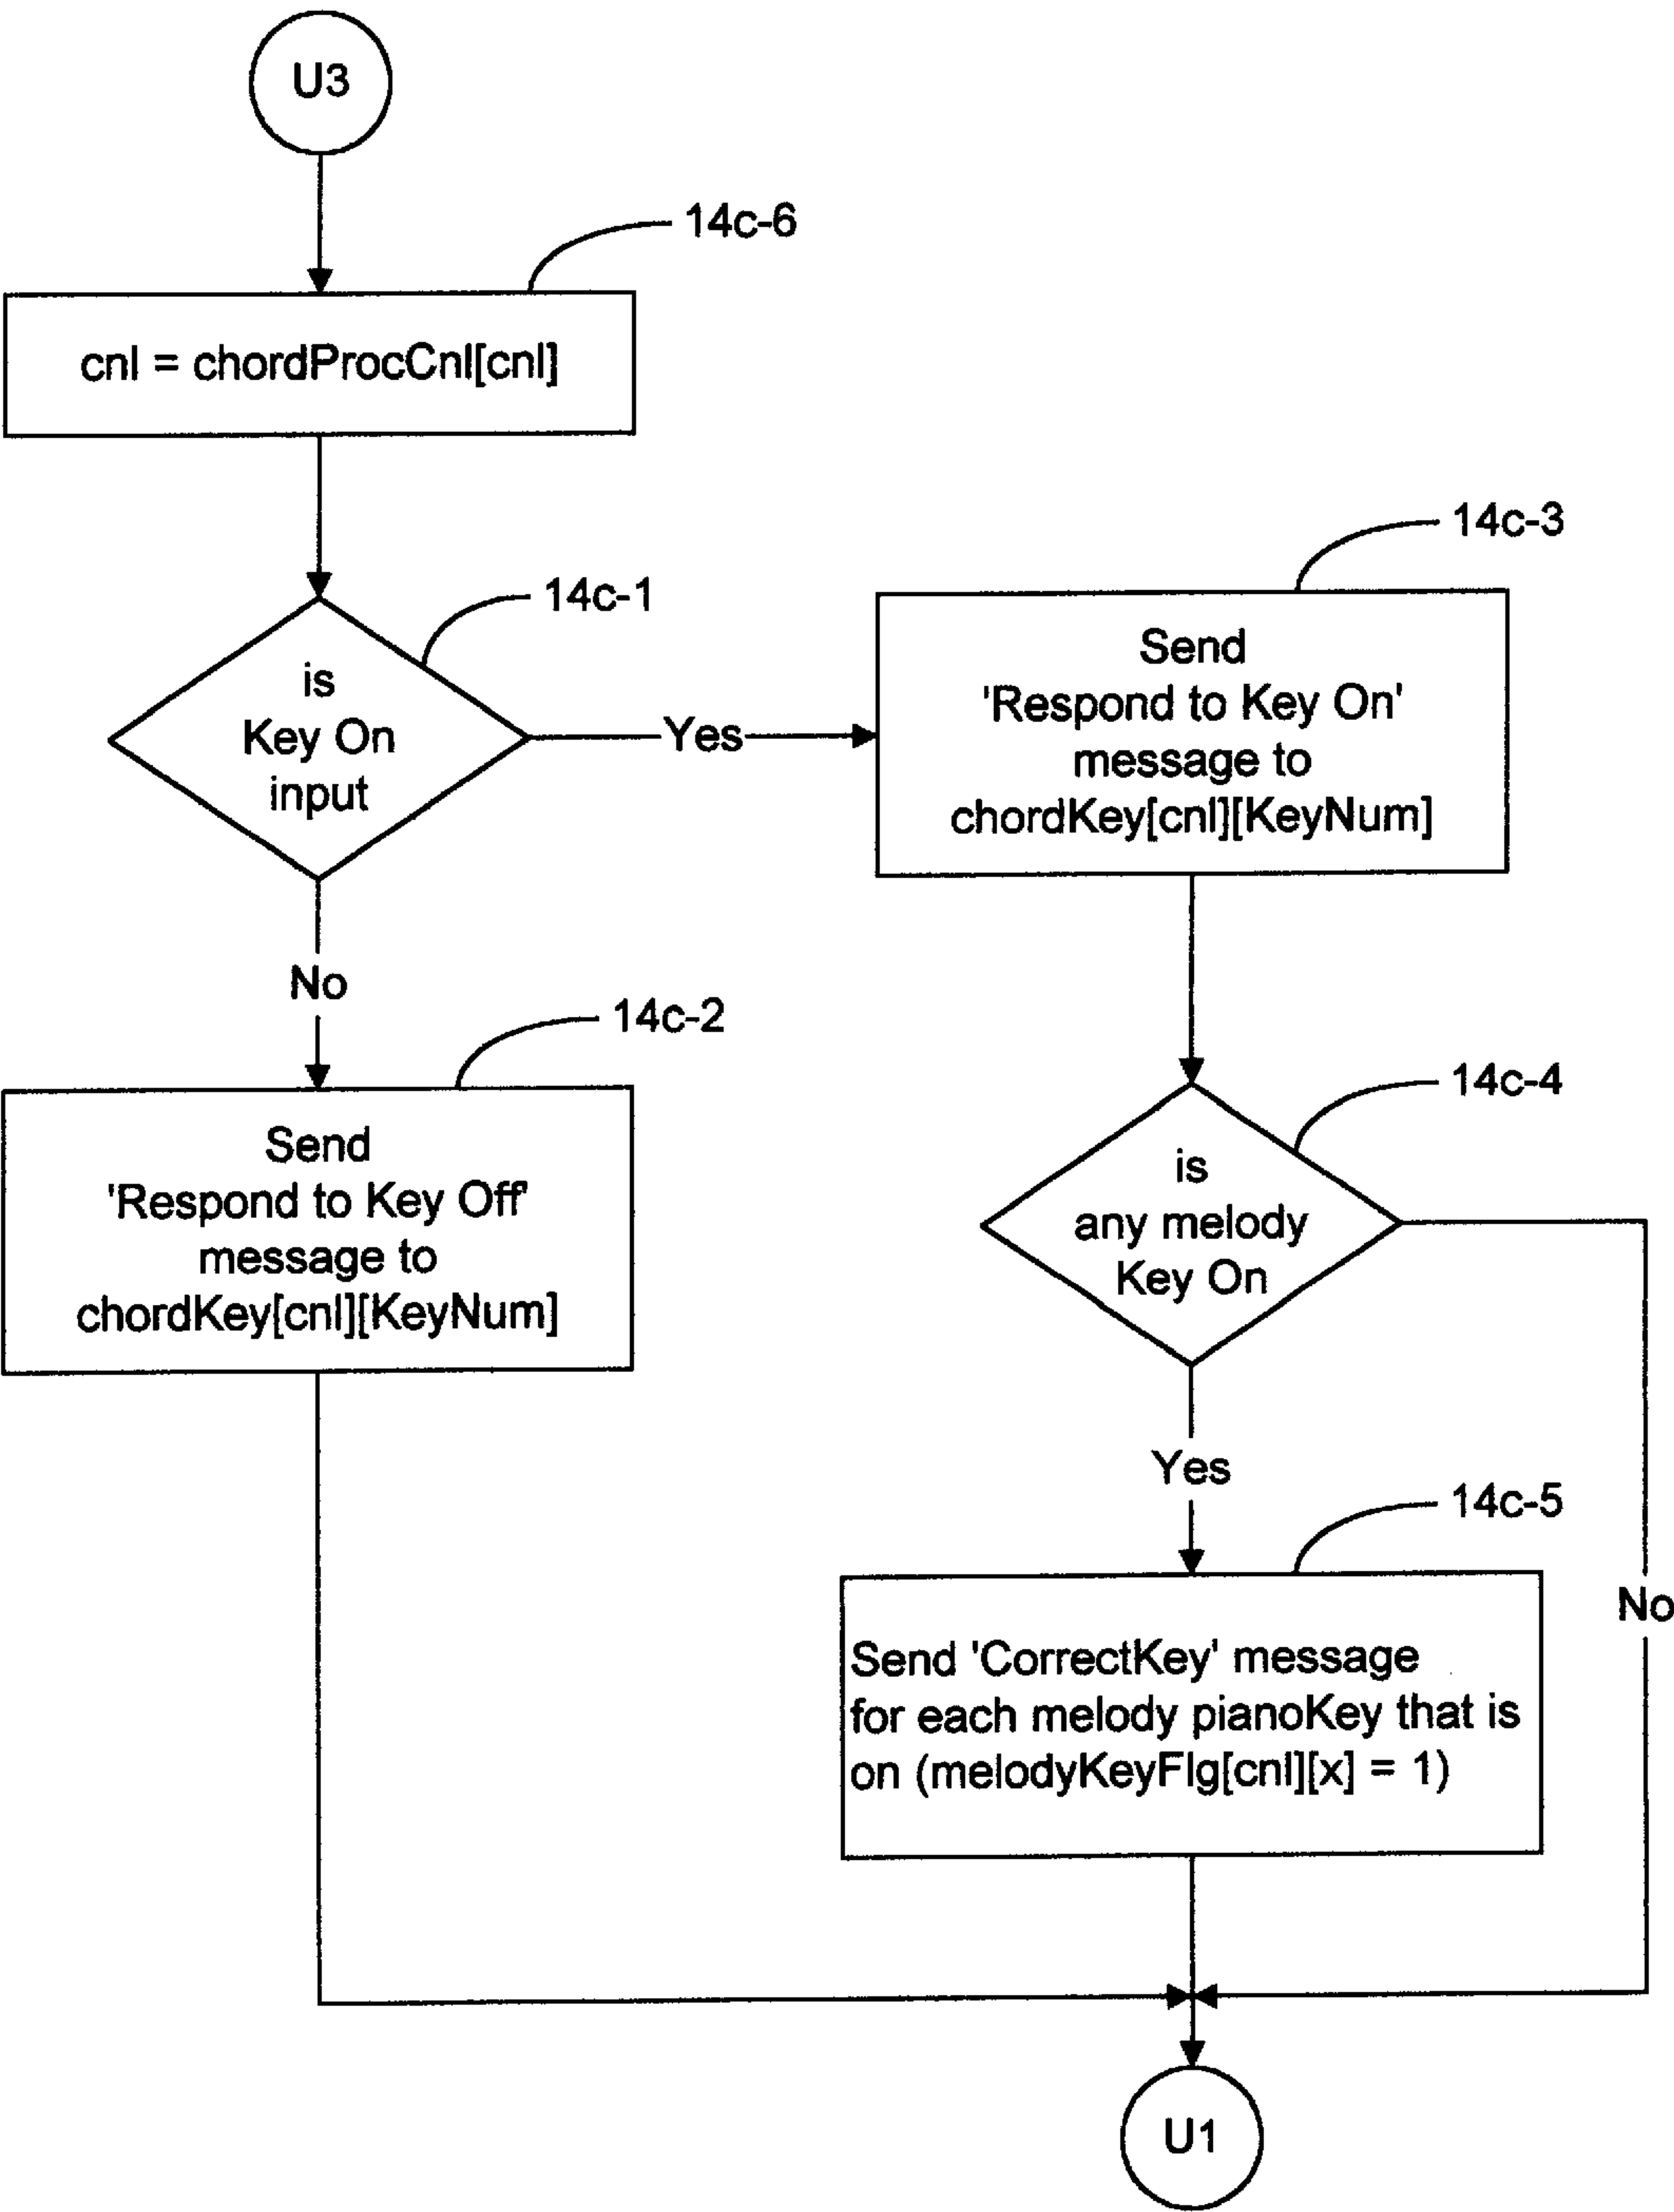 U3
14c-6
cnl = chordProcCnl[cnl]
14c-3
14c-1
is
Key On
input
Yes
Send
'Respond to Key On'
message to
chordKey[cnl][KeyNum]
No
14c-2
Send
'Respond to Key Off'
message to
chordKey[cnl][KeyNum]
14c-4
is
any melody
Key On
Yes
14c-5
No
Send 'CorrectKey' message
for each melody pianoKey that is
on (melodyKeyFlg[cnl][x] = 1)
U1